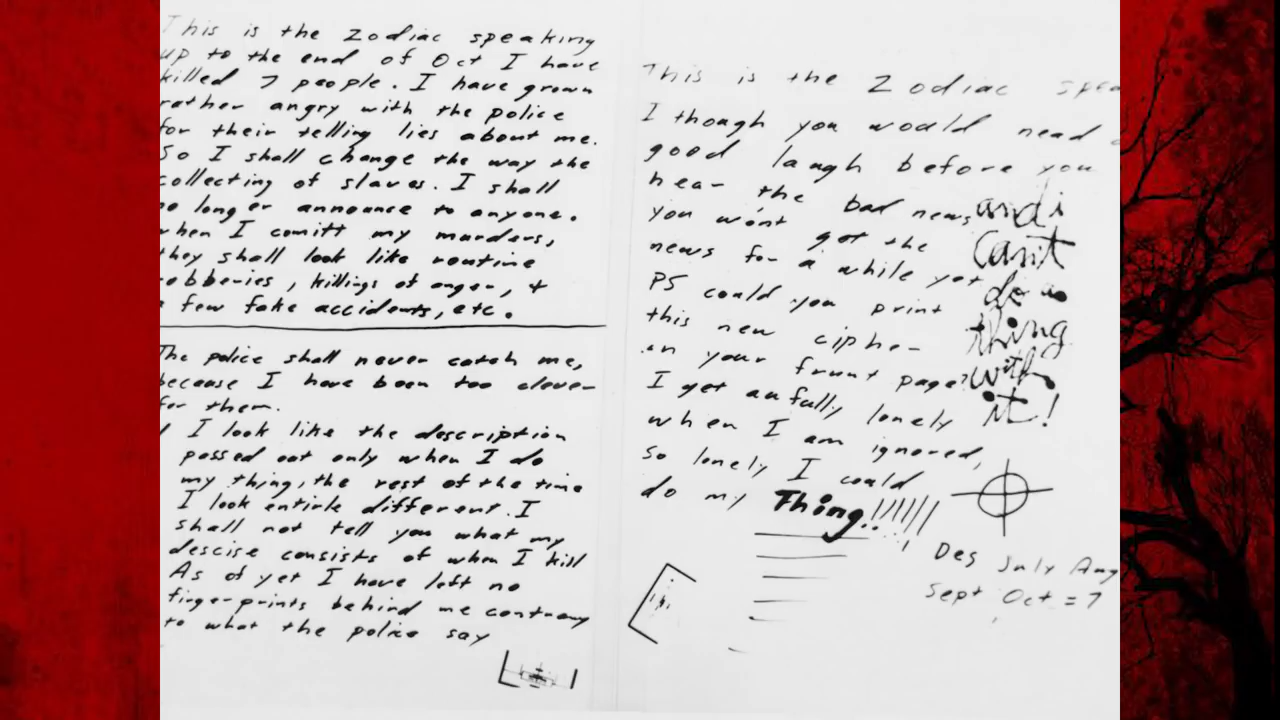 This is the Zodiac speaking
up to the end of Oct I have
killed 7 people. I have grown
rather angry with the police
for their telling lies about me.
So I shall change the way the
collecting of slaves. I shall
no longer announce to anyone.
when I comitt my murders,
they shall look like routine
robberies, killings of anger, +
a few fake accidents, etc.
The police shall never catch me,
because I have been too clever
for them.
I look like the description
passed out only when I do
my thing, the rest of the time
I look entirle different. I
shall not tell you what my
descise consists of when I kill
As of yet I have left no
fingerprints behind me contrary
to what the police say
This is the Zodiac spea
I though you would nead a
good laugh before you
hear the bad news
you won't get the
news for a while yet
PS could you print
this new cipher
in your frunt page?
I get aufully lonely
when I am ignored,
so lonely I could
do my Thing!!!!!!
and i
can't
do a
thing
with
it!
Des July Aug
Sept Oct = 7